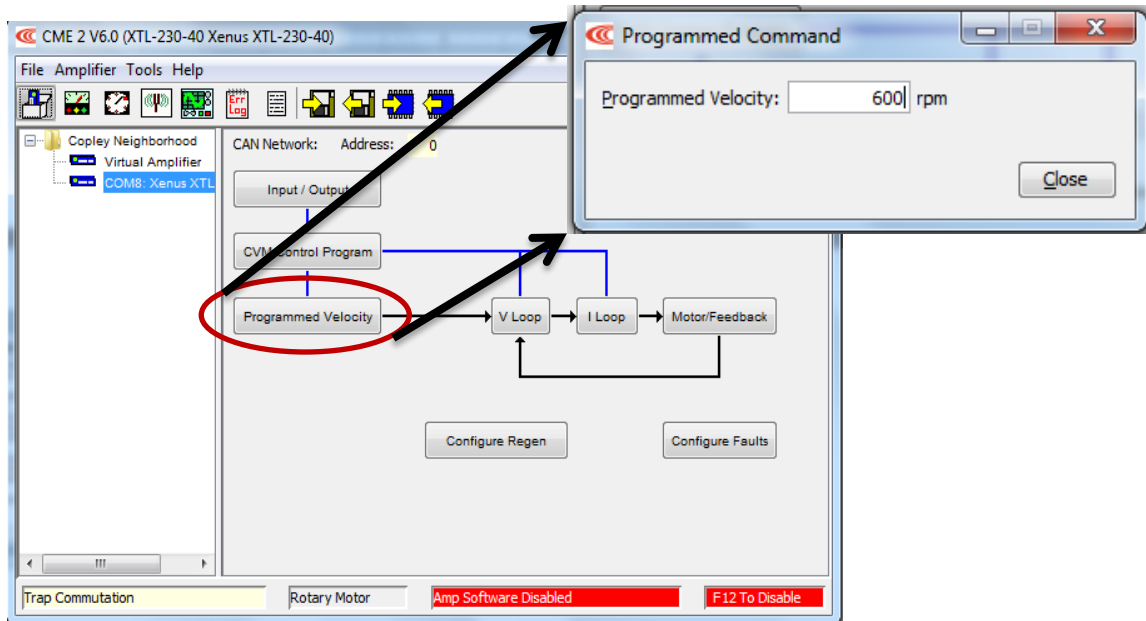 CME 2 V6.0 (XTL-230-40 Xenus XTL-230-40)
File Amplifier Tools Help
Err
Log
Copley Neighborhood
Virtual Amplifier
COM8: Xenus XTL
CAN Network: Address: 0
Input / Output
CVM Control Program
Programmed Velocity
V Loop
I Loop
Motor/Feedback
Configure Regen
Configure Faults
Trap Commutation
Rotary Motor
Amp Software Disabled
F12 To Disable
Programmed Command
Programmed Velocity: 600 rpm
Close